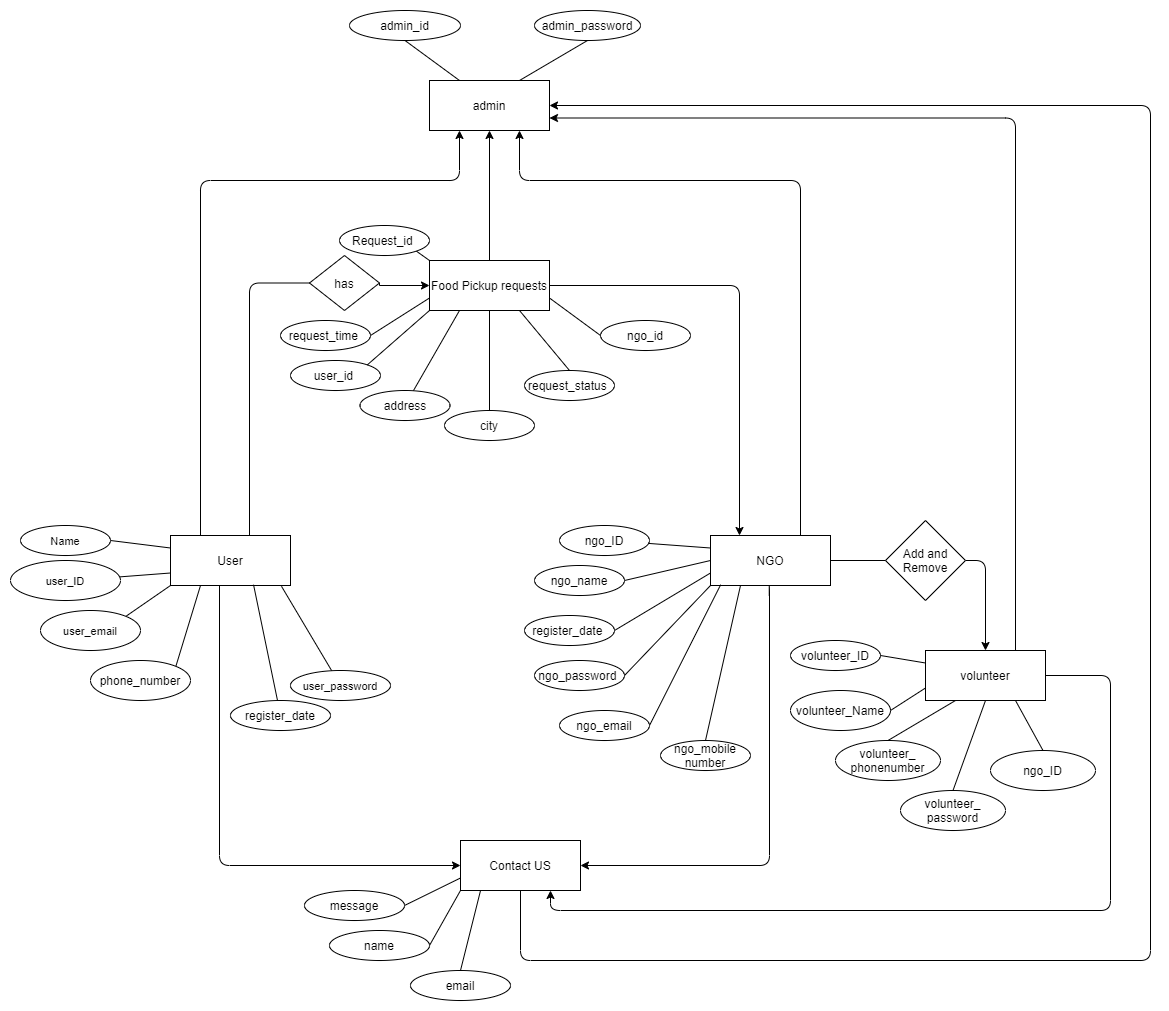 admin_id
admin_password
admin
Request_id
has
Food Pickup requests
request_time
ngo_id
user_id
request_status
address
city
Name
User
user_ID
user_email
phone_number
user_password
register_date
ngo_ID
NGO
Add and
Remove
ngo_name
register_date
ngo_password
ngo_email
ngo_mobile
number
volunteer_ID
volunteer
volunteer_Name
volunteer_
phonenumber
ngo_ID
volunteer_
password
Contact US
message
name
email